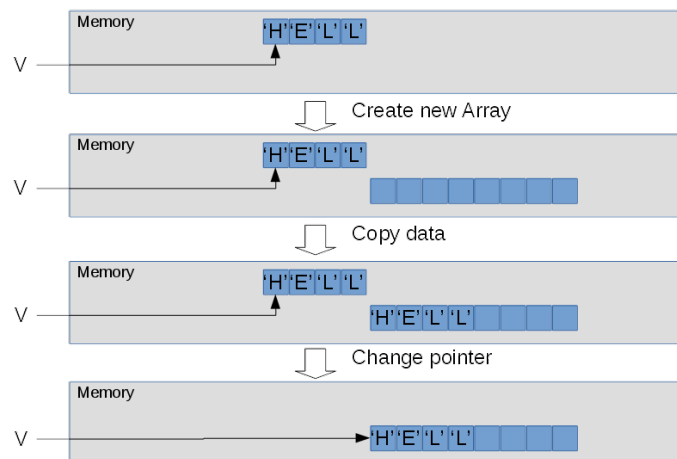 Memory
‘H’ ‘E’ ‘L’ ‘L’
V
Create new Array
Memory
‘H’ ‘E’ ‘L’ ‘L’
V
Copy data
Memory
‘H’ ‘E’ ‘L’ ‘L’
V
‘H’ ‘E’ ‘L’ ‘L’
Change pointer
Memory
V
‘H’ ‘E’ ‘L’ ‘L’